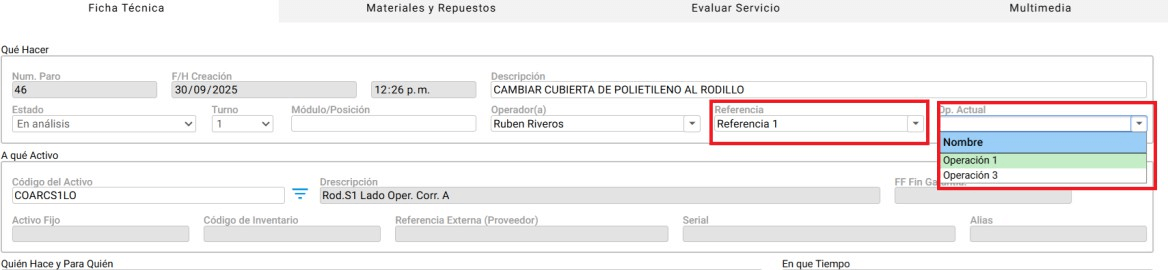 Ficha Técnica Materiales y Repuestos Evaluar Servicio Multimedia
Qué Hacer
Num. Paro F/H Creación Descripción
46 30/09/2025 12:26 p. m. CAMBIAR CUBIERTA DE POLIETILENO AL RODILLO
Estado Turno Módulo/Posición Operador(a) Referencia Op. Actual
En análisis 1 Ruben Riveros Referencia 1
Nombre
Operación 1
Operación 3
A qué Activo
Código del Activo Drescripción FF Fin
COARCS1LO Rod.S1 Lado Oper. Corr. A
Activo Fijo Código de Inventario Referencia Externa (Proveedor) Serial Alias
Quién Hace y Para Quién En que Tiempo